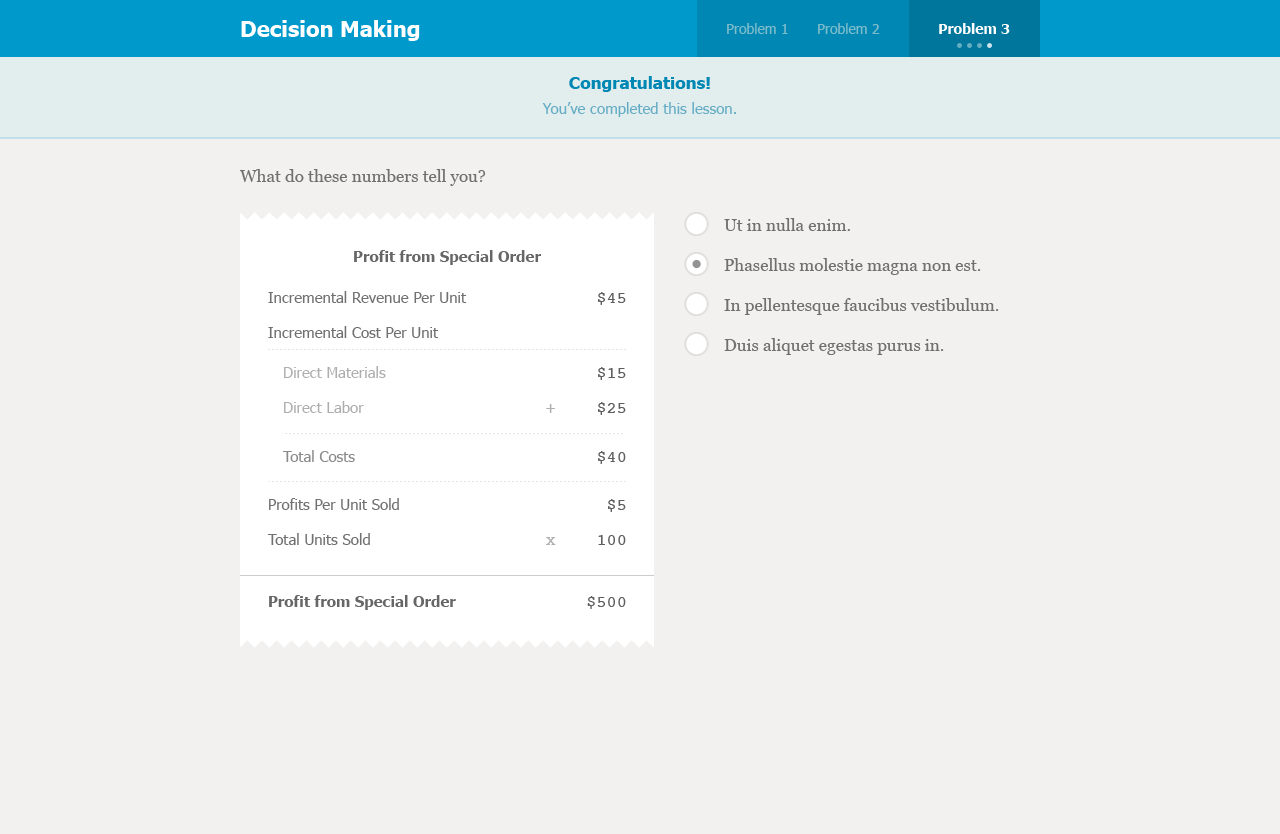 Decision Making
Problem 1
Problem 2
Problem 3
Congratulations!
You’ve completed this lesson.
What do these numbers tell you?
Profit from Special Order
Incremental Revenue Per Unit $45
Incremental Cost Per Unit
Direct Materials $15
Direct Labor + $25
Total Costs $40
Profits Per Unit Sold $5
Total Units Sold x 100
Profit from Special Order $500
Ut in nulla enim.
Phasellus molestie magna non est.
In pellentesque faucibus vestibulum.
Duis aliquet egestas purus in.